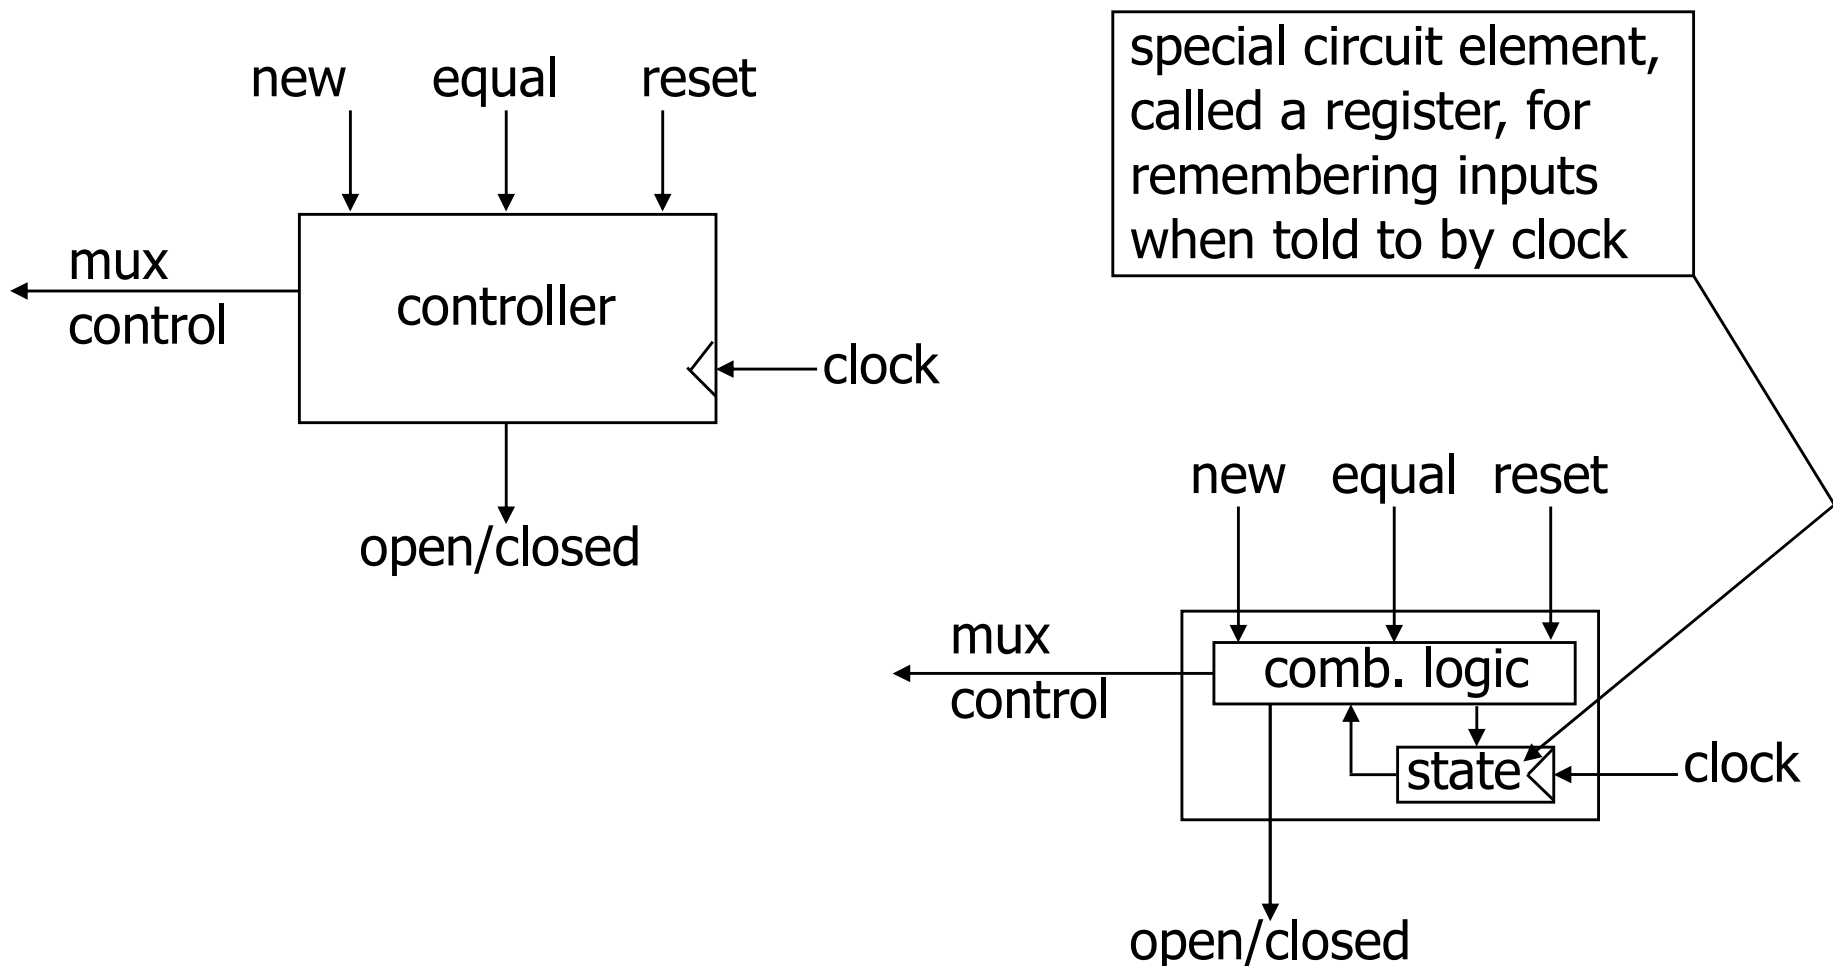 new equal reset
mux
control
controller
clock
open/closed
special circuit element,
called a register, for
remembering inputs
when told to by clock
new equal reset
mux
control
comb. logic
state
clock
open/closed